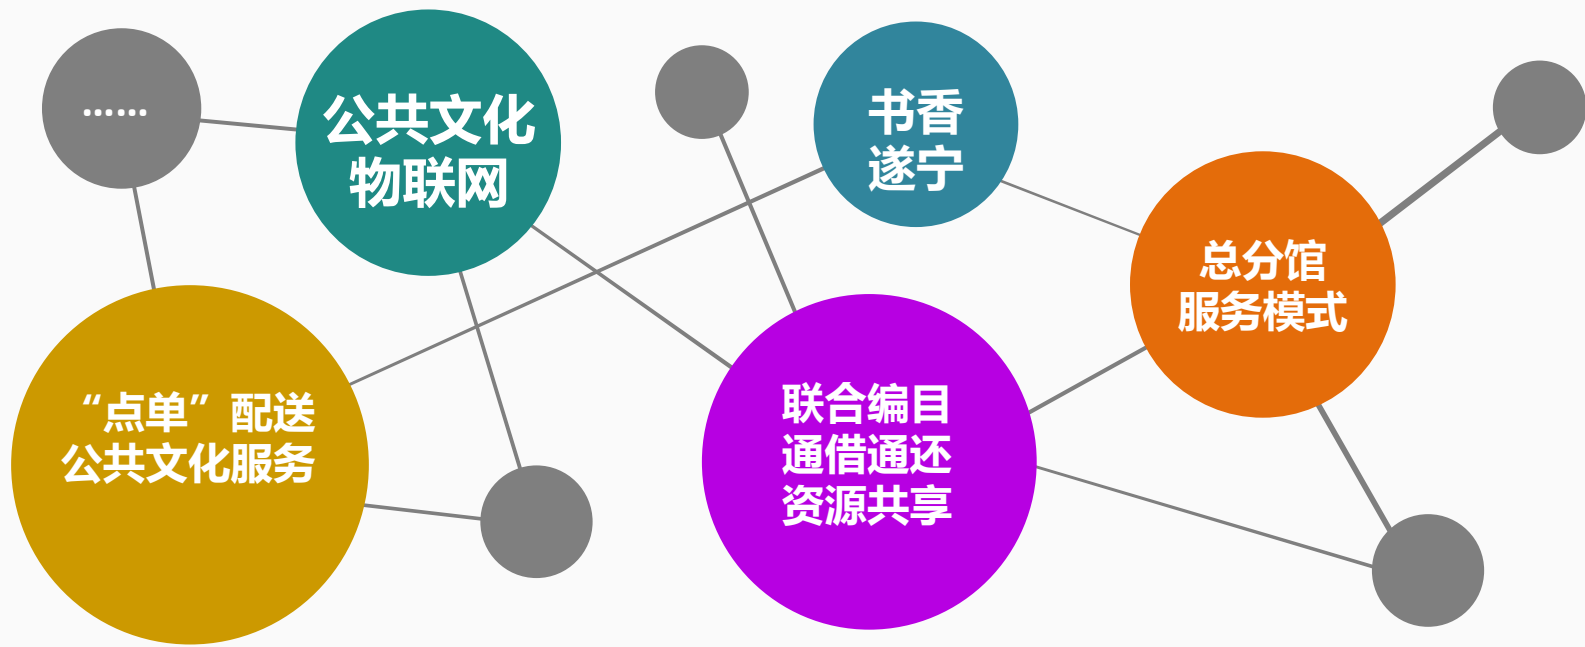 ……
公共文化
物联网
书香
遂宁
总分馆
服务模式
“点单”配送
公共文化服务
联合编目
通借通还
资源共享